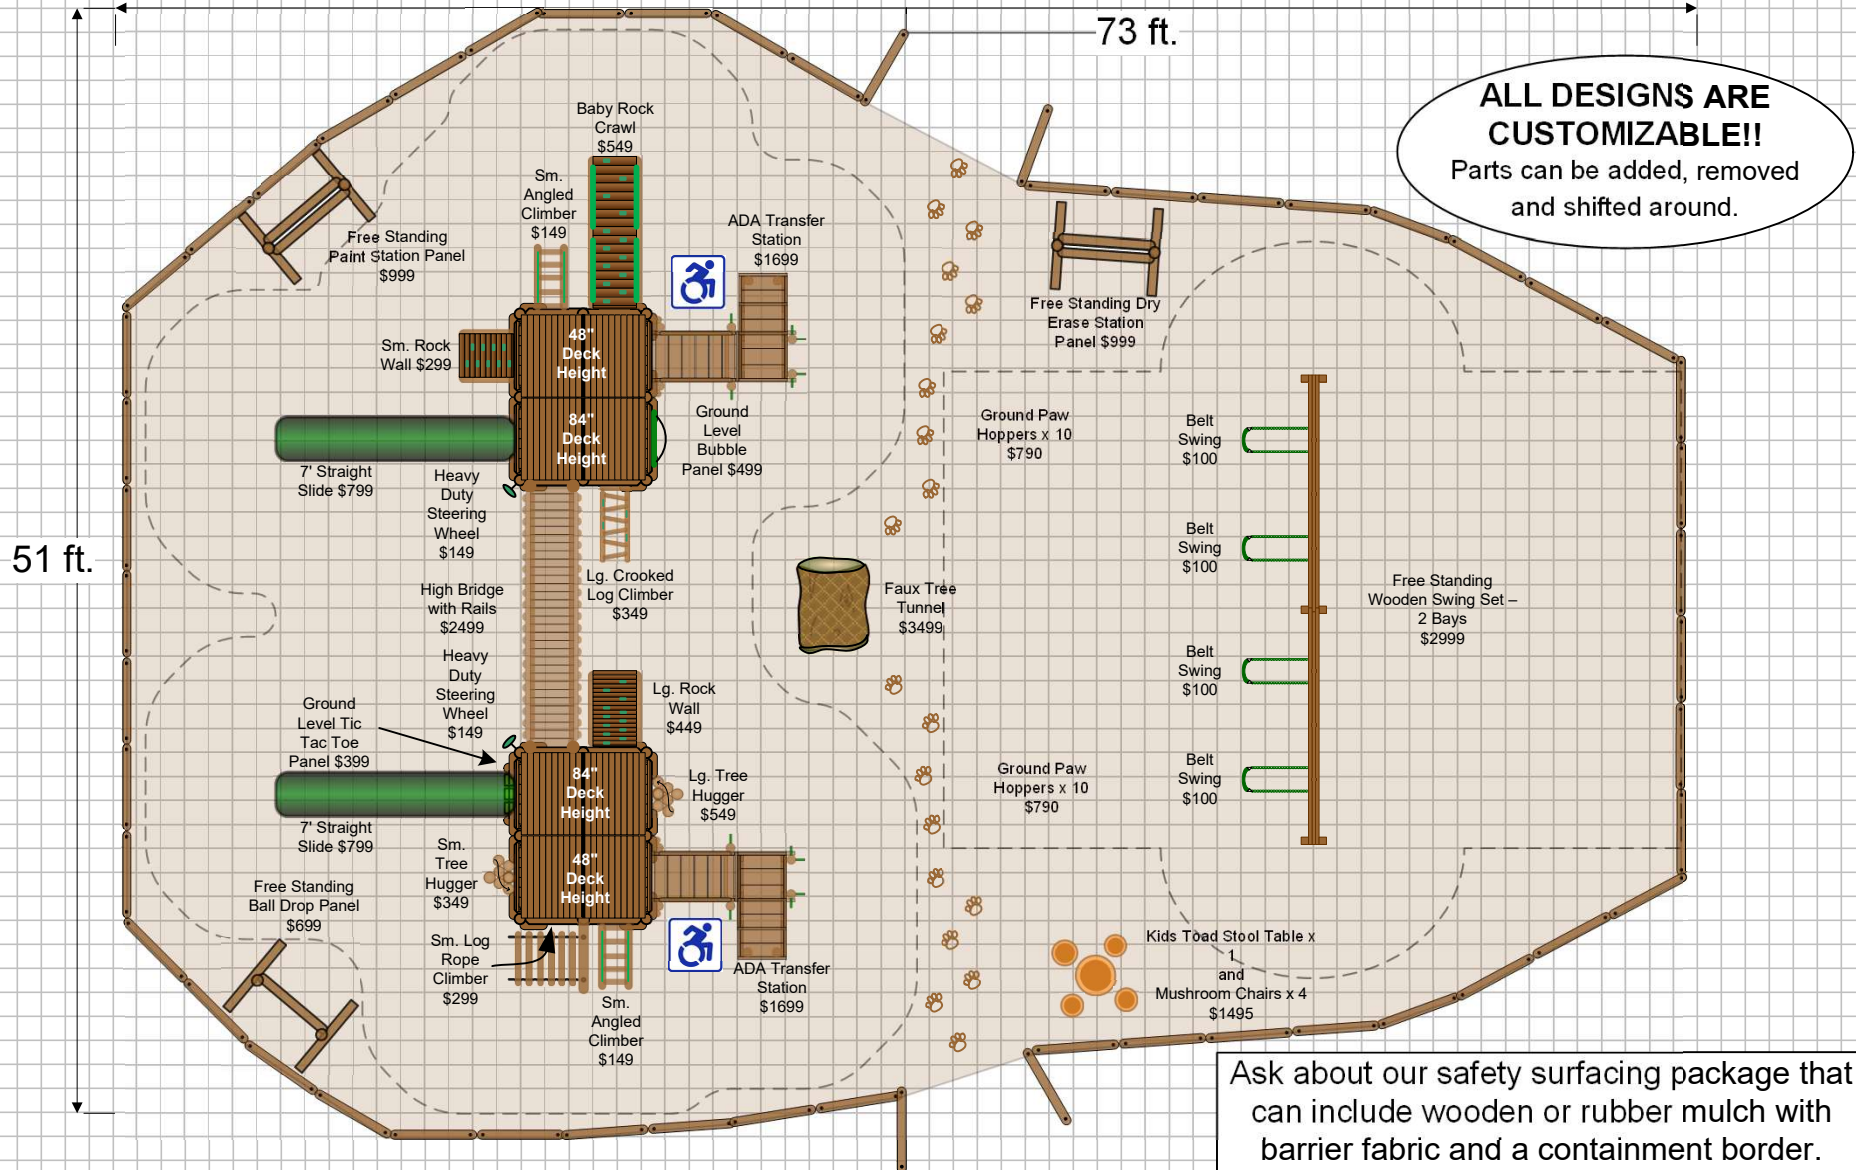 73 ft.
ALL DESIGNS ARE
CUSTOMIZABLE!!
Parts can be added, removed
and shifted around.
Baby Rock
Crawl
$549
Sm.
Angled
Climber
$149
ADA Transfer
Station
$1699
Free Standing
Paint Station Panel
$999
Free Standing Dry
Erase Station
Panel $999
Sm. Rock
Wall $299
48"
Deck
Height
84"
Deck
Height
Ground
Level
Bubble
Panel $499
Ground Paw
Hoppers x 10
$790
Belt
Swing
$100
7' Straight
Slide $799
Heavy
Duty
Steering
Wheel
$149
51 ft.
Belt
Swing
$100
Lg. Crooked
Log Climber
$349
High Bridge
with Rails
$2499
Faux Tree
Tunnel
$3499
Free Standing
Wooden Swing Set –
2 Bays
$2999
Heavy
Duty
Steering
Wheel
$149
Belt
Swing
$100
Lg. Rock
Wall
$449
Ground
Level Tic
Tac Toe
Panel $399
84"
Deck
Height
Lg. Tree
Hugger
$549
Ground Paw
Hoppers x 10
$790
Belt
Swing
$100
7' Straight
Slide $799
Sm.
Tree
Hugger
$349
48"
Deck
Height
Free Standing
Ball Drop Panel
$699
Sm. Log
Rope
Climber
$299
ADA Transfer
Station
$1699
Sm.
Angled
Climber
$149
Kids Toad Stool Table x
1
and
Mushroom Chairs x 4
$1495
Ask about our safety surfacing package that
can include wooden or rubber mulch with
barrier fabric and a containment border.